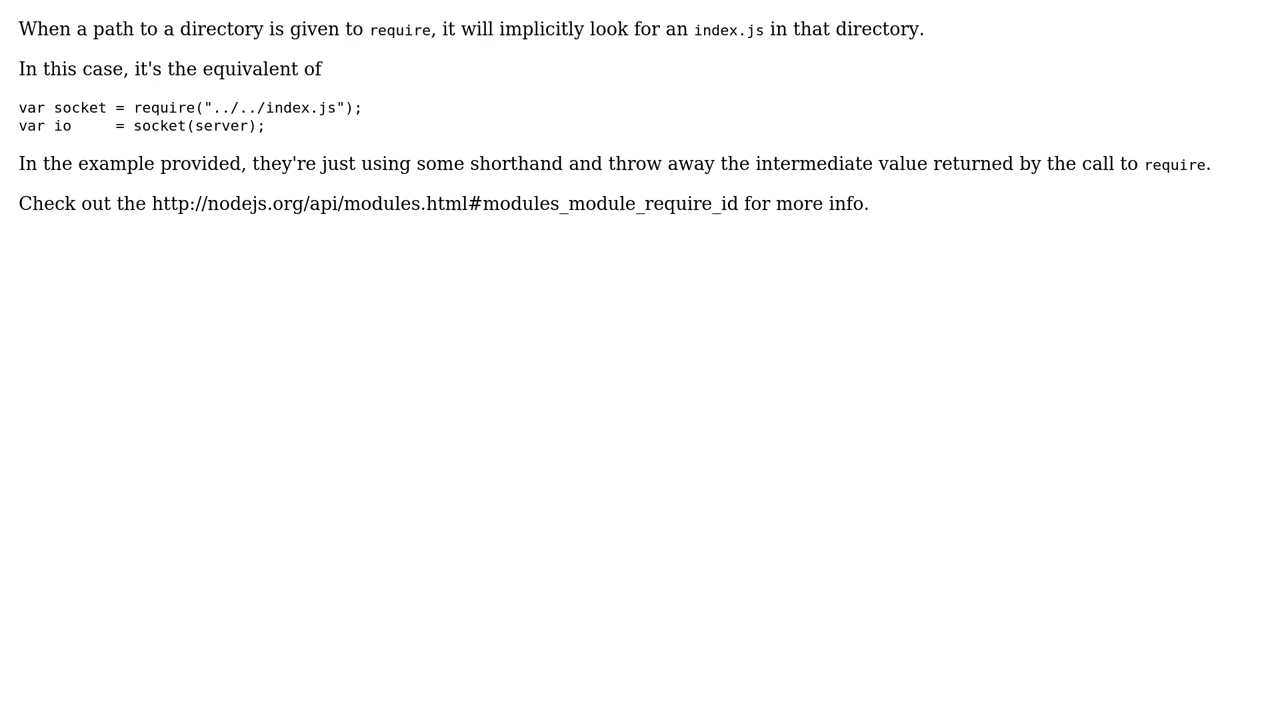 When a path to a directory is given to require, it will implicitly look for an index.js in that directory.
In this case, it's the equivalent of
var socket = require("../../index.js");
var io     = socket(server);
In the example provided, they're just using some shorthand and throw away the intermediate value returned by the call to require.
Check out the http://nodejs.org/api/modules.html#modules_module_require_id for more info.